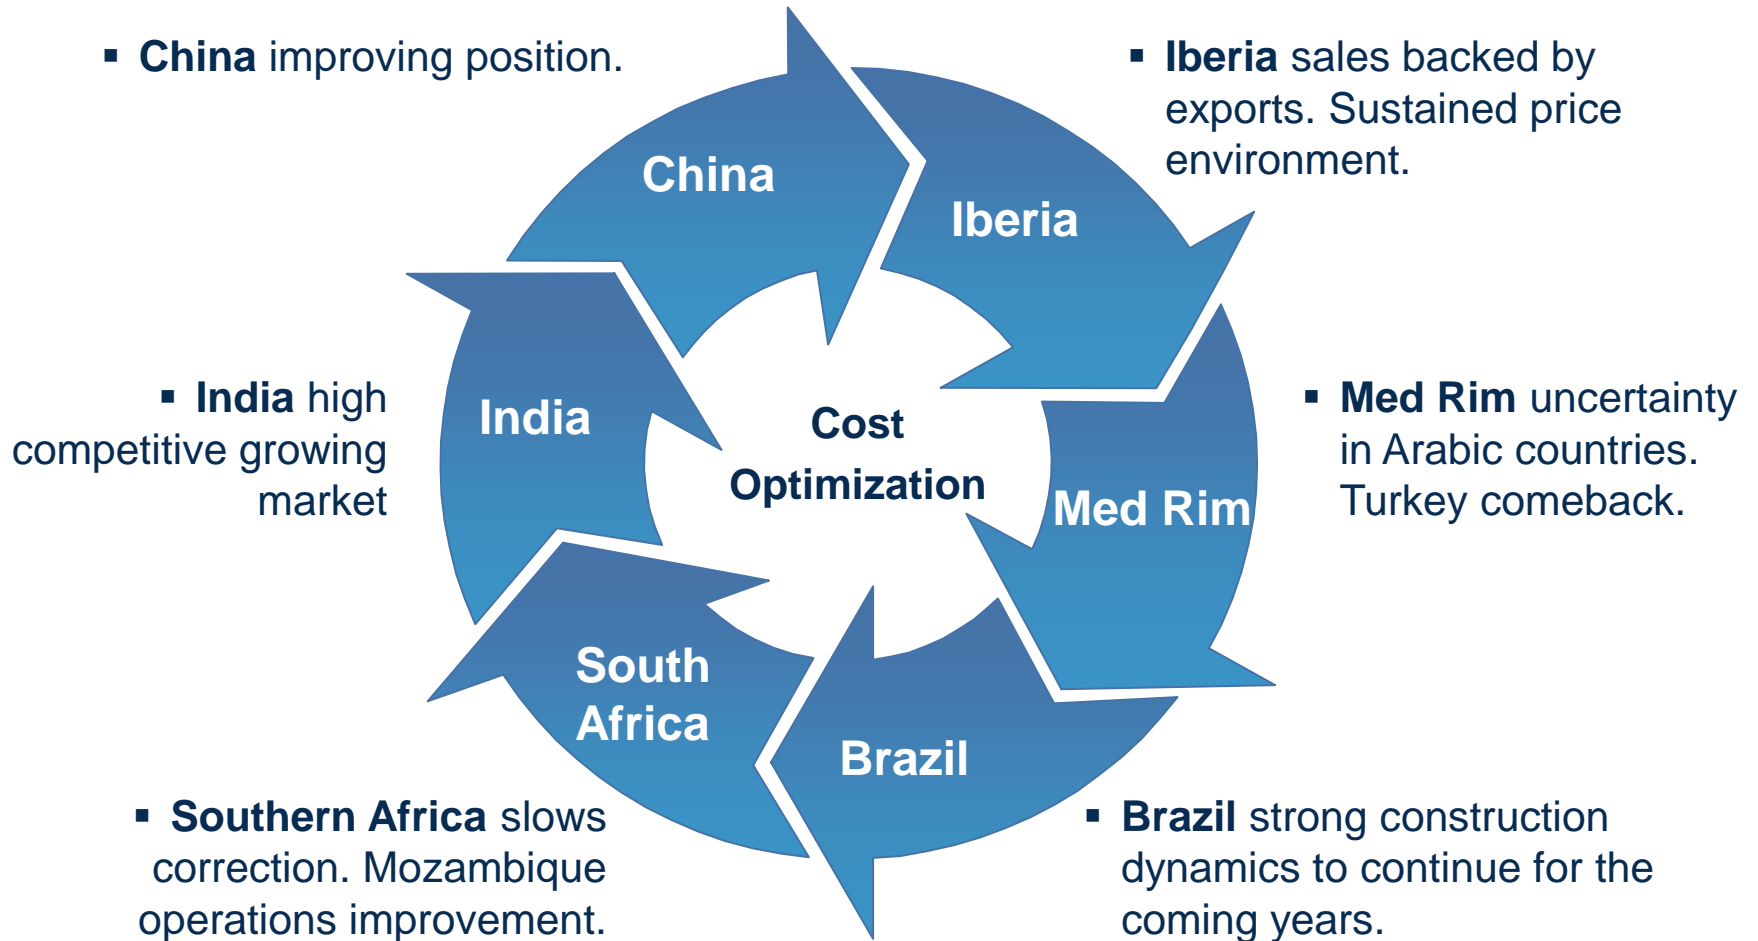 ▪ China improving position.
▪ Iberia sales backed by
exports. Sustained price
environment.
China
Iberia
▪ India high
competitive growing
market
India
Cost
Optimization
Med Rim
▪ Med Rim uncertainty
in Arabic countries.
Turkey comeback.
South
Africa
Brazil
▪ Southern Africa slows
correction. Mozambique
operations improvement.
▪ Brazil strong construction
dynamics to continue for the
coming years.